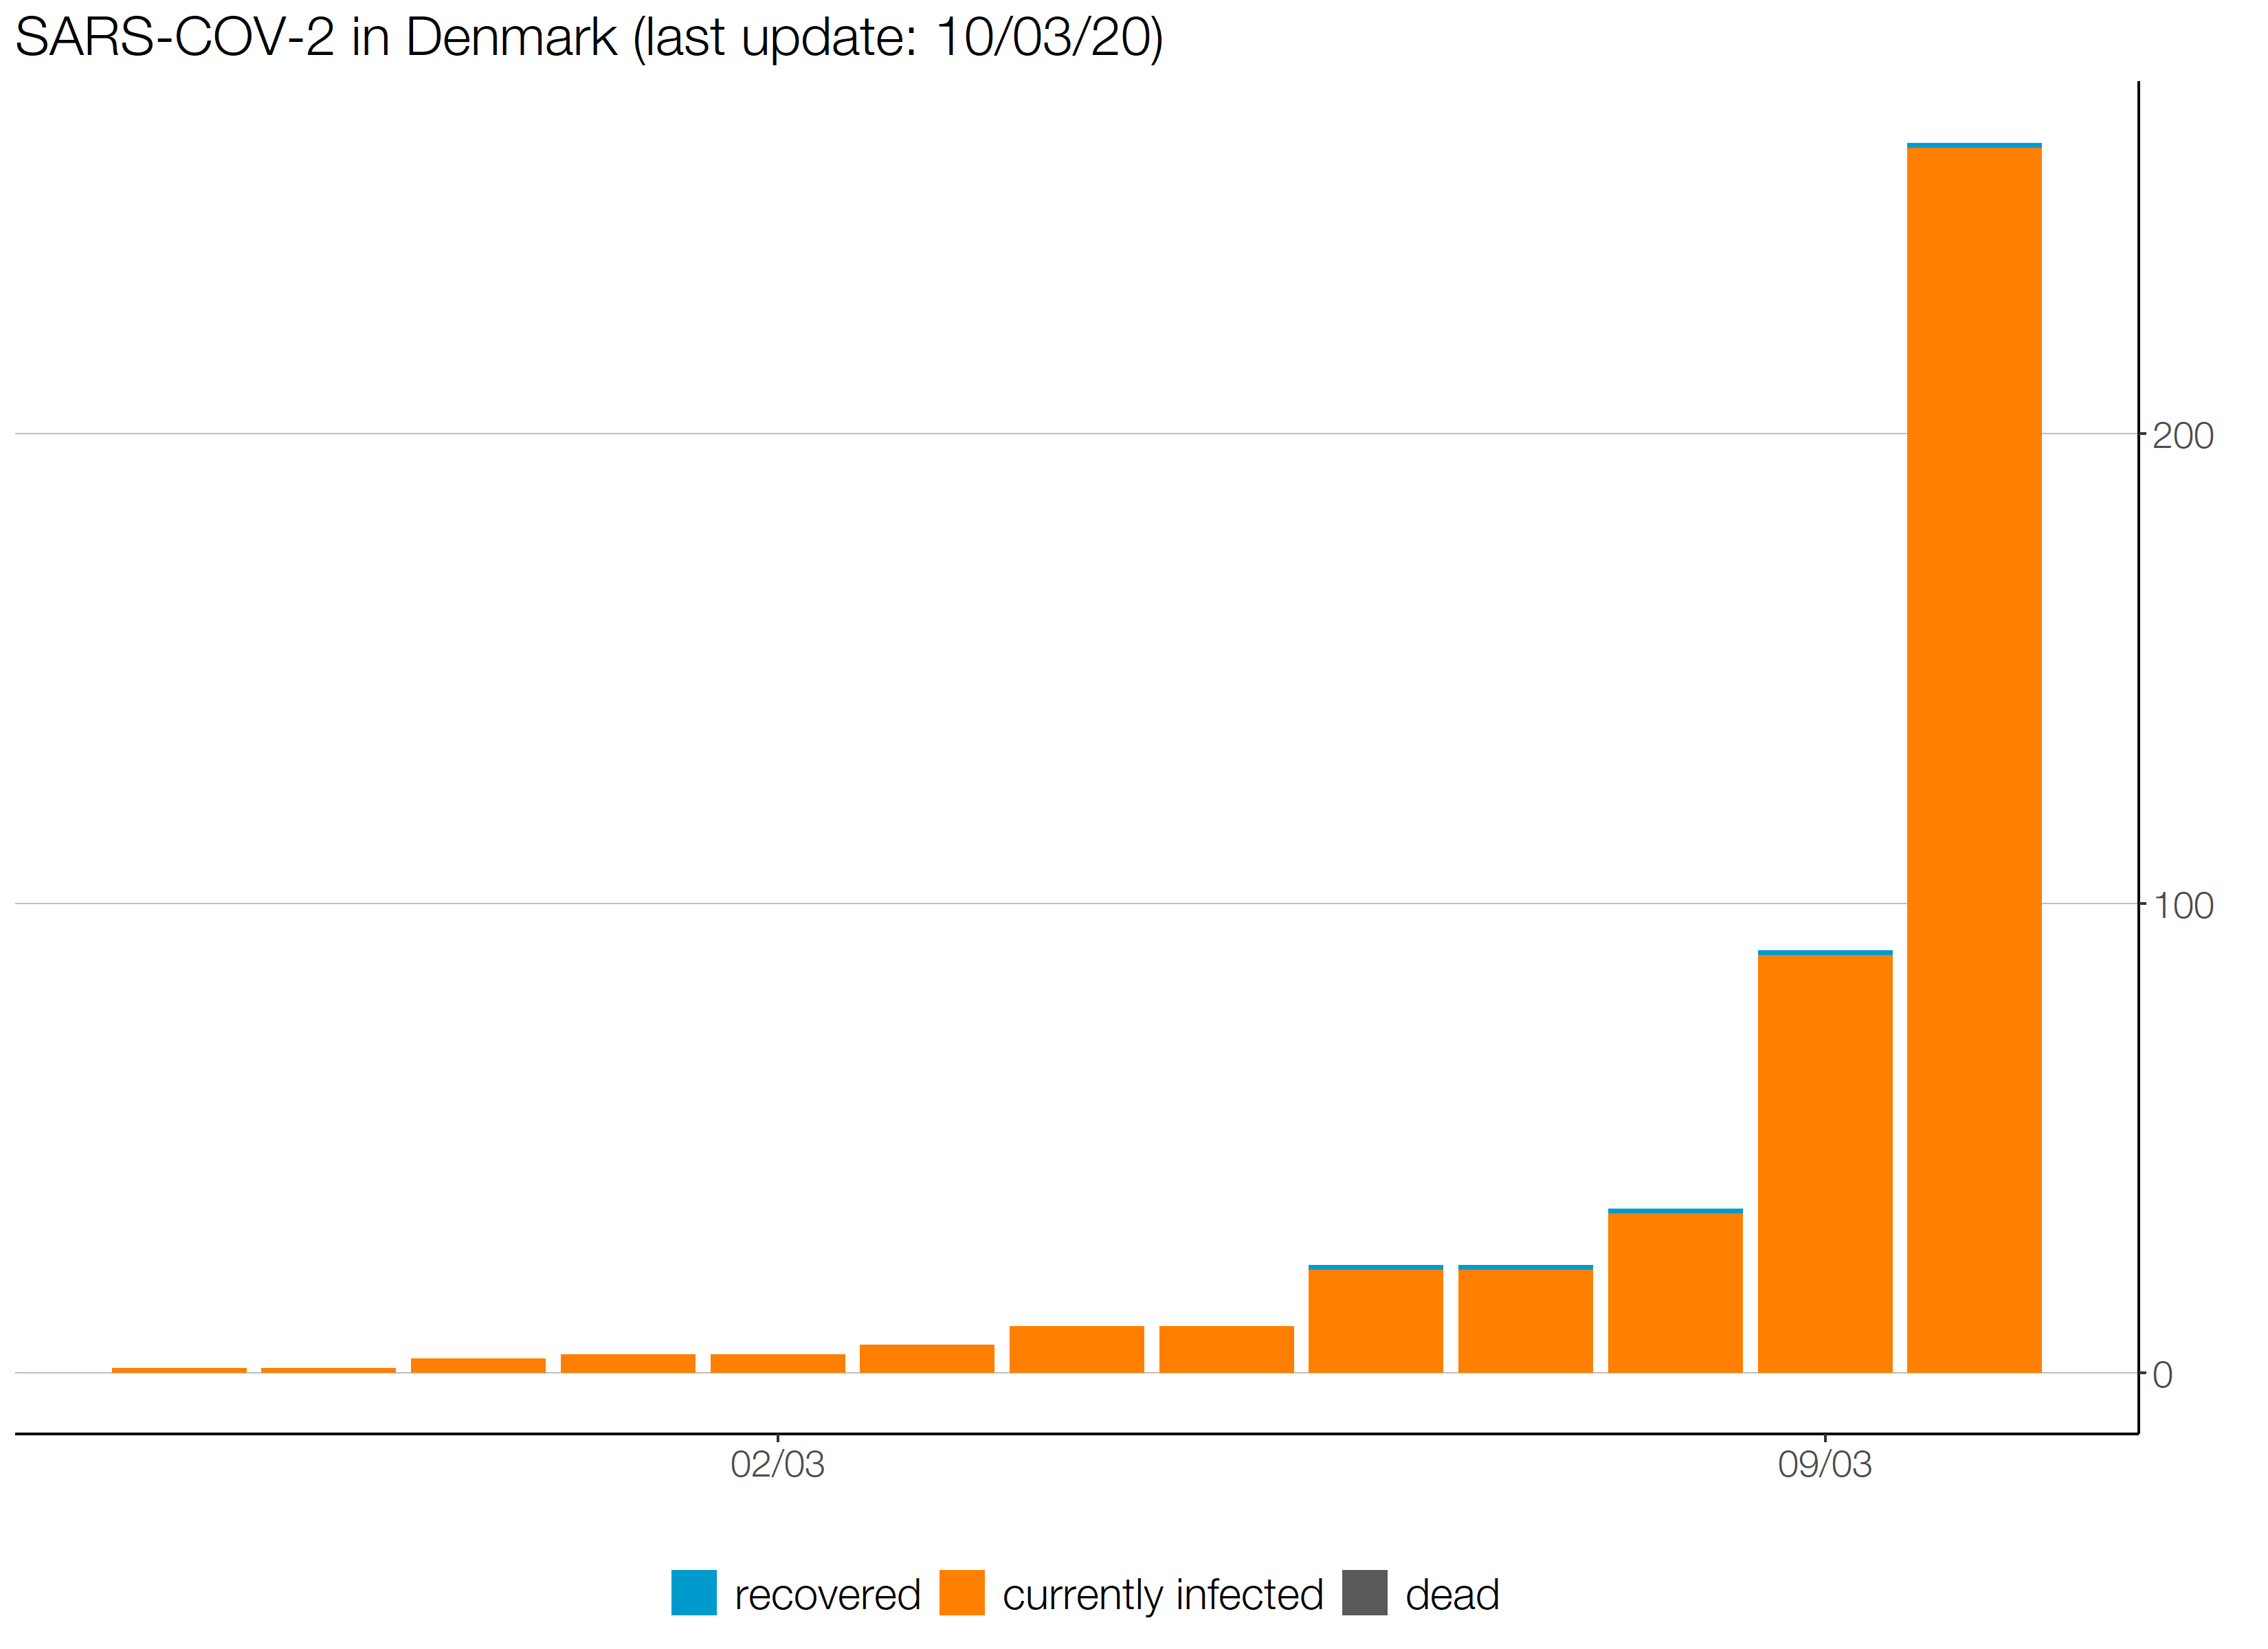 SARS-COV-2 in Denmark (last update: 10/03/20)
200
100
0
02/03 09/03
recovered currently infected dead